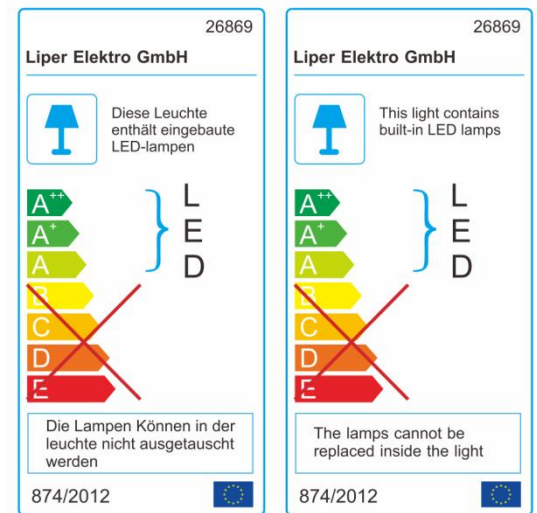 26869
Liper Elektro GmbH
Diese Leuchte
enthält eingebaute
LED-lampen
A++
A+
A
B
C
D
E
L
E
D
Die Lampen Können in der
leuchte nicht ausgetauscht
werden
874/2012
26869
Liper Elektro GmbH
This light contains
built-in LED lamps
A++
A+
A
B
C
D
E
L
E
D
The lamps cannot be
replaced inside the light
874/2012